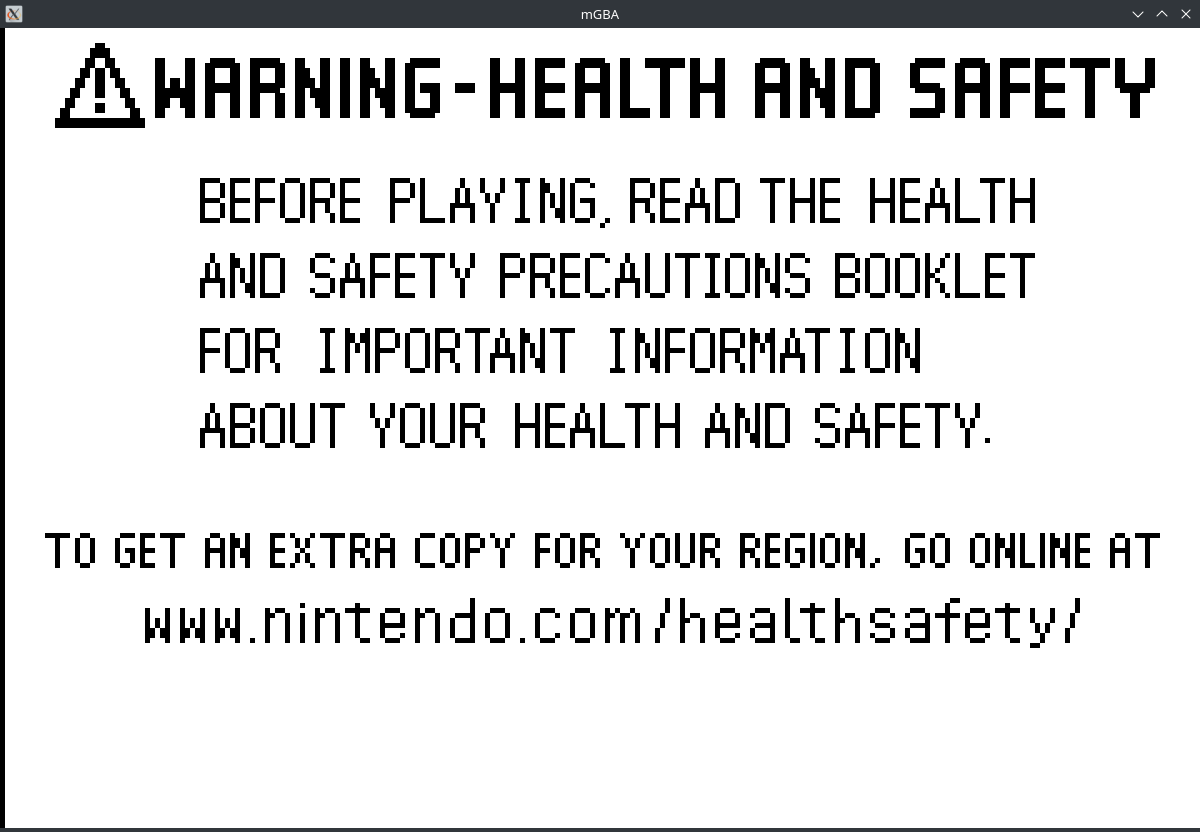 mGBA
WARNING-HEALTH AND SAFETY
BEFORE PLAYING, READ THE HEALTH
AND SAFETY PRECAUTIONS BOOKLET
FOR IMPORTANT INFORMATION
ABOUT YOUR HEALTH AND SAFETY.
TO GET AN EXTRA COPY FOR YOUR REGION, GO ONLINE AT
www.nintendo.com/healthsafety/